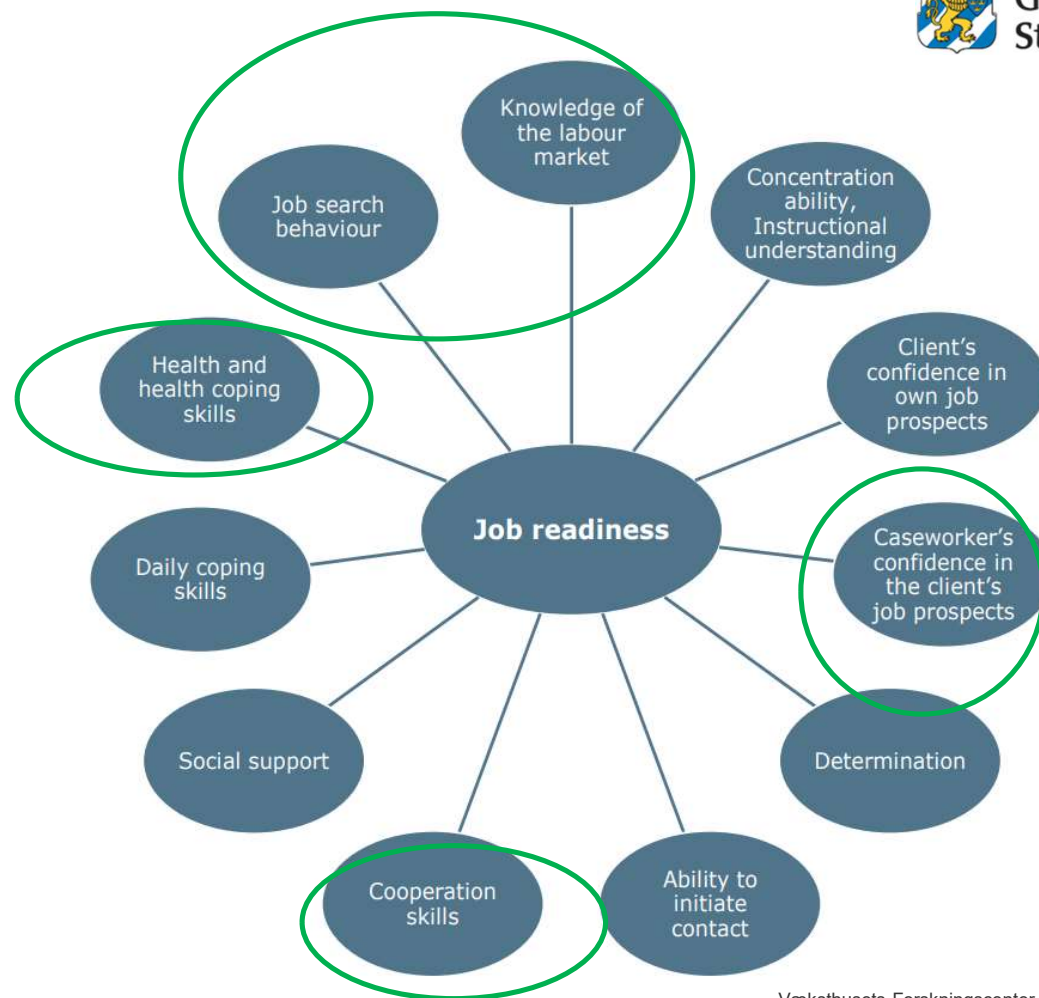 Knowledge of
the labour
market
Job search
behaviour
Concentration
ability,
Instructional
understanding
Health and
health coping
skills
Client's
confidence in
own job
prospects
Job readiness
Caseworker's
confidence in
the client's
job prospects
Daily coping
skills
Social support
Determination
Cooperation
skills
Ability to
initiate
contact